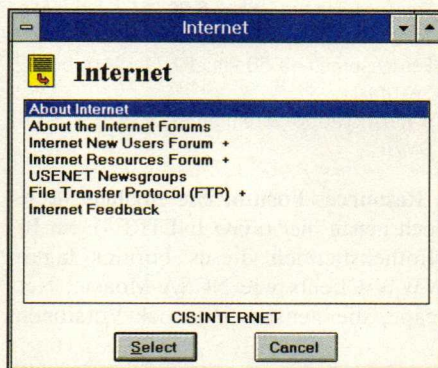 Internet
Internet
About Internet
About the Internet Forums
Internet New Users Forum +
Internet Resources Forum +
USENET Newsgroups
File Transfer Protocol (FTP) +
Internet Feedback
CIS:INTERNET
Select
Cancel